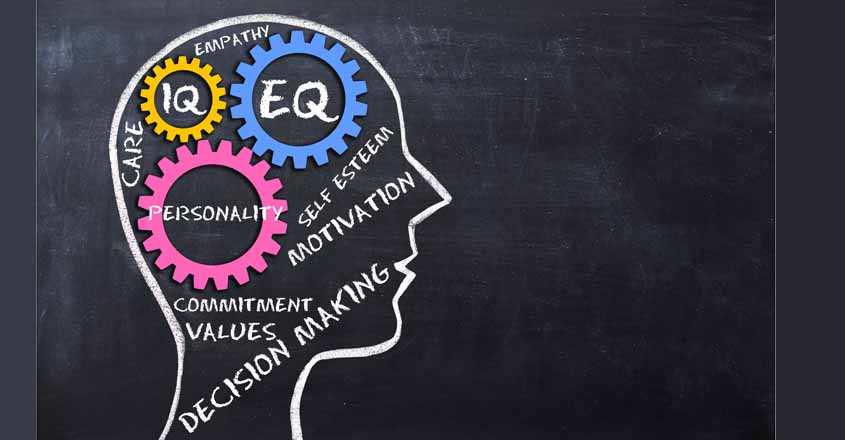 EMPATHY
IQ
EQ
CARE
SELF ESTEEM
MOTIVATION
PERSONALITY
COMMITMENT
VALUES
DECISION MAKING